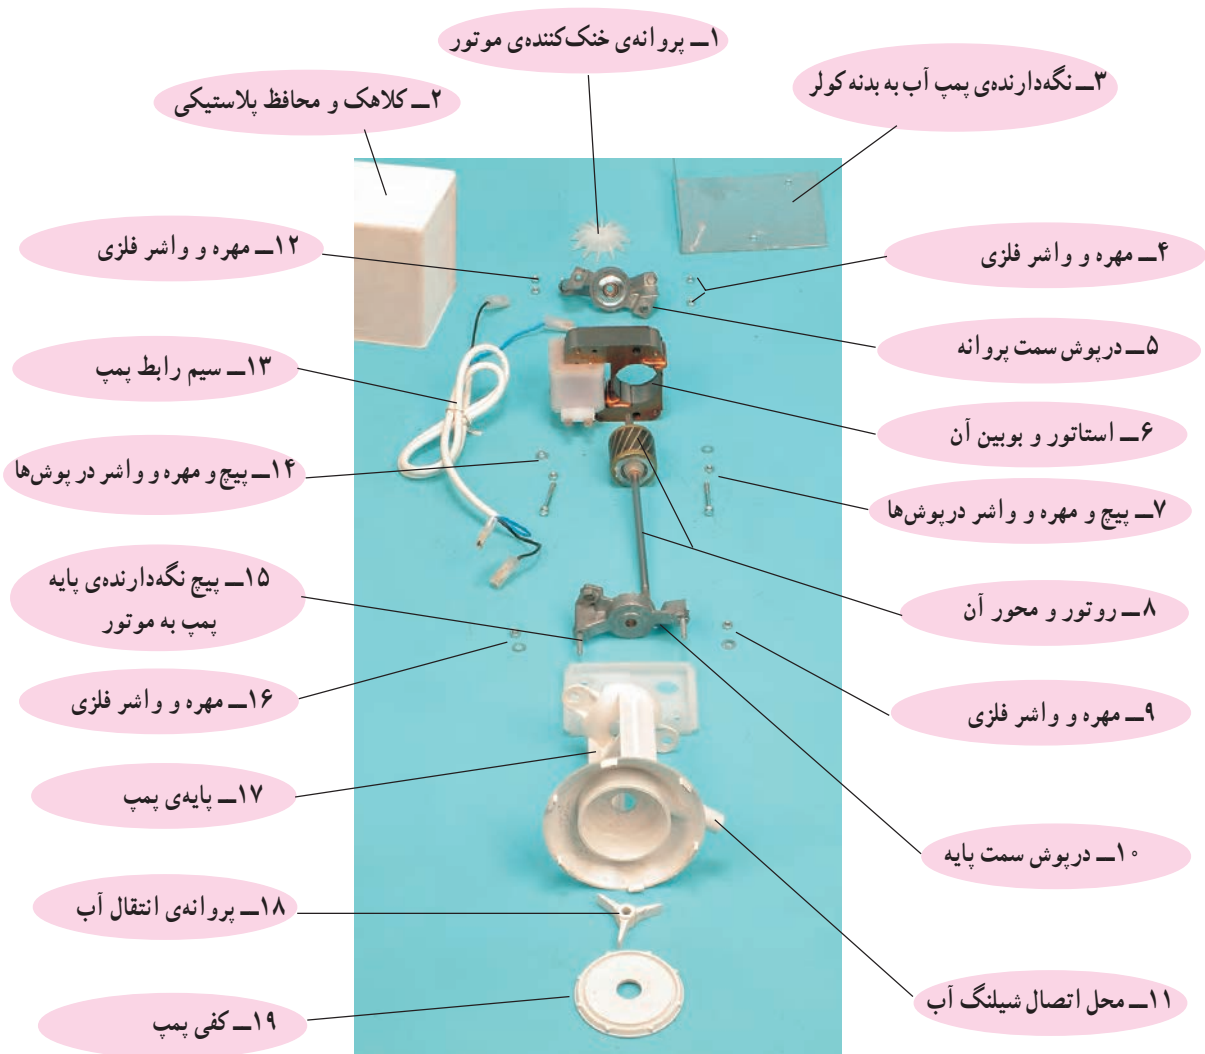 ۱ــ پروانه‌ی خنک‌کننده‌ی موتور
۲ــ کلاهک و محافظ پلاستیکی
۳ــ نگه‌دارنده‌ی پمپ آب به بدنه کولر
۴ــ مهره و واشر فلزی
۵ــ درپوش سمت پروانه
۶ــ استاتور و بوبین آن
۷ــ پیچ و مهره و واشر درپوش‌ها
۸ــ روتور و محور آن
۹ــ مهره و واشر فلزی
۱۰ــ درپوش سمت پایه
۱۱ــ محل اتصال شیلنگ آب
۱۲ــ مهره و واشر فلزی
۱۳ــ سیم رابط پمپ
۱۴ــ پیچ و مهره و واشر در پوش‌ها
۱۵ــ پیچ نگه‌دارنده‌ی پایه
پمپ به موتور
۱۶ــ مهره و واشر فلزی
۱۷ــ پایه‌ی پمپ
۱۸ــ پروانه‌ی انتقال آب
۱۹ــ کفی پمپ